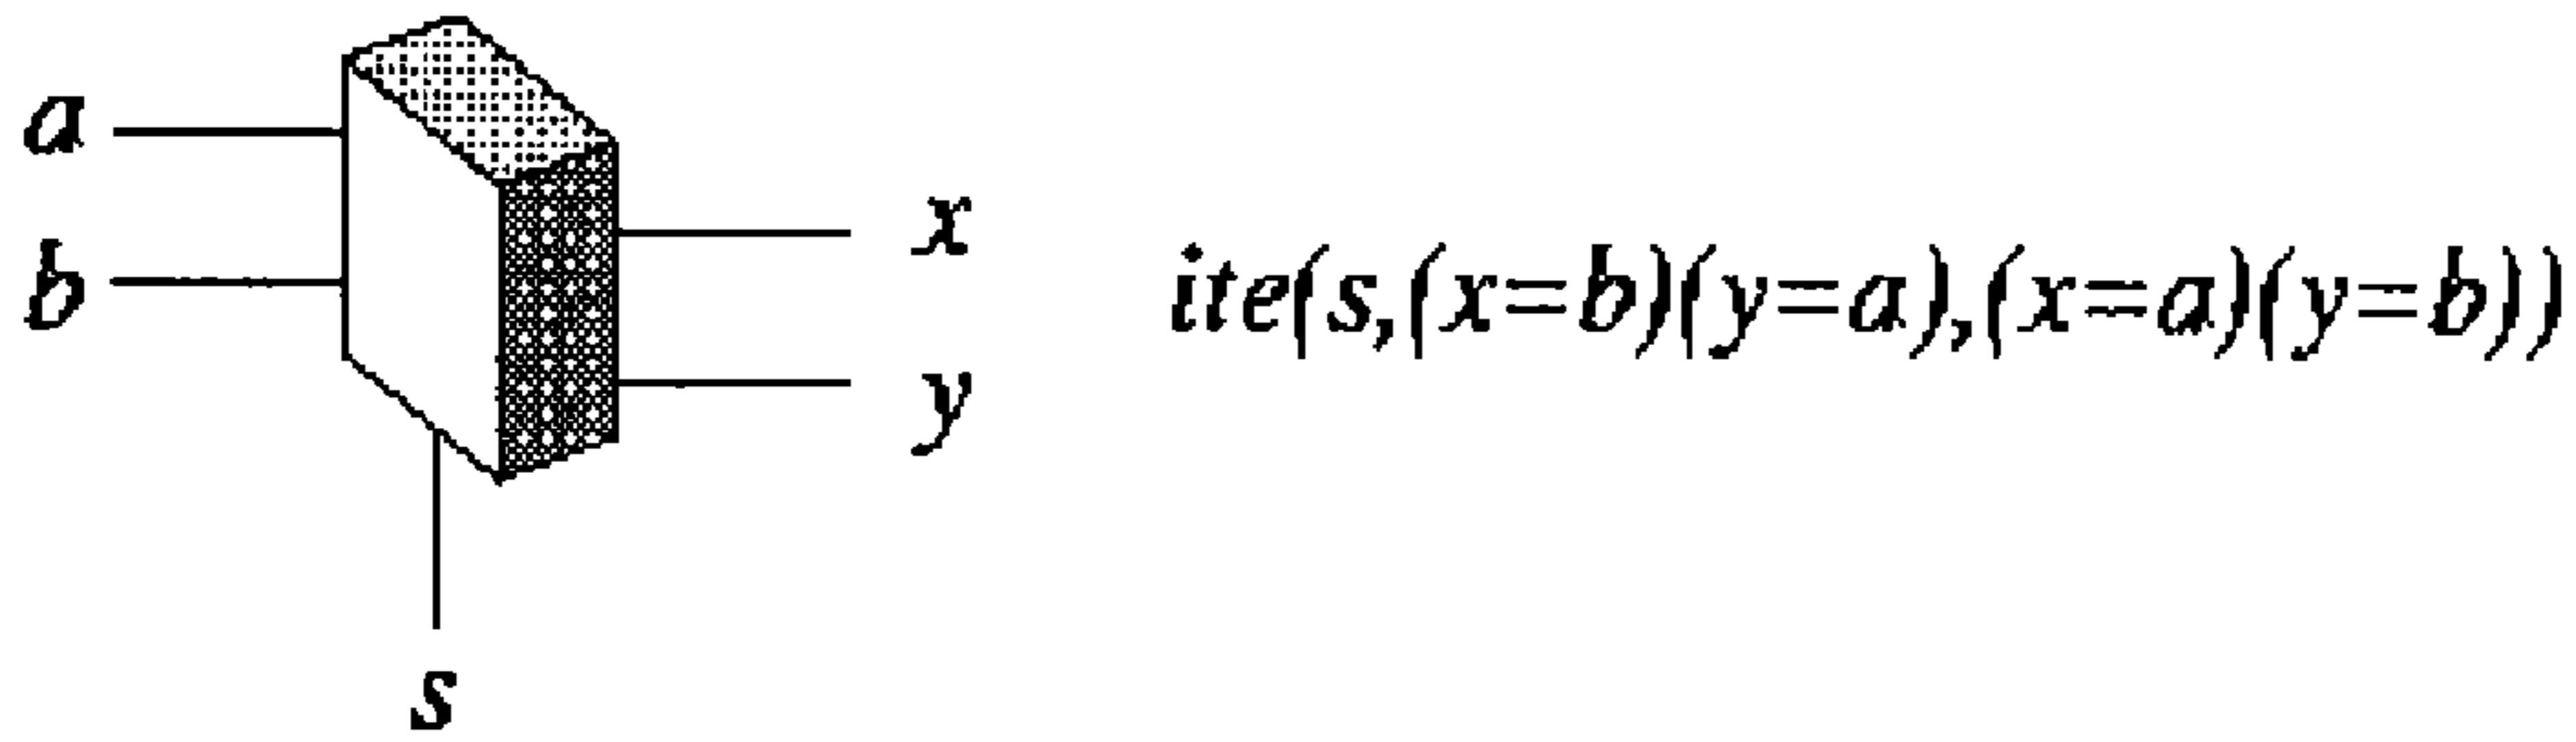 a
b
x
y
s
ite(s,(x=b)(y=a),(x=a)(y=b))